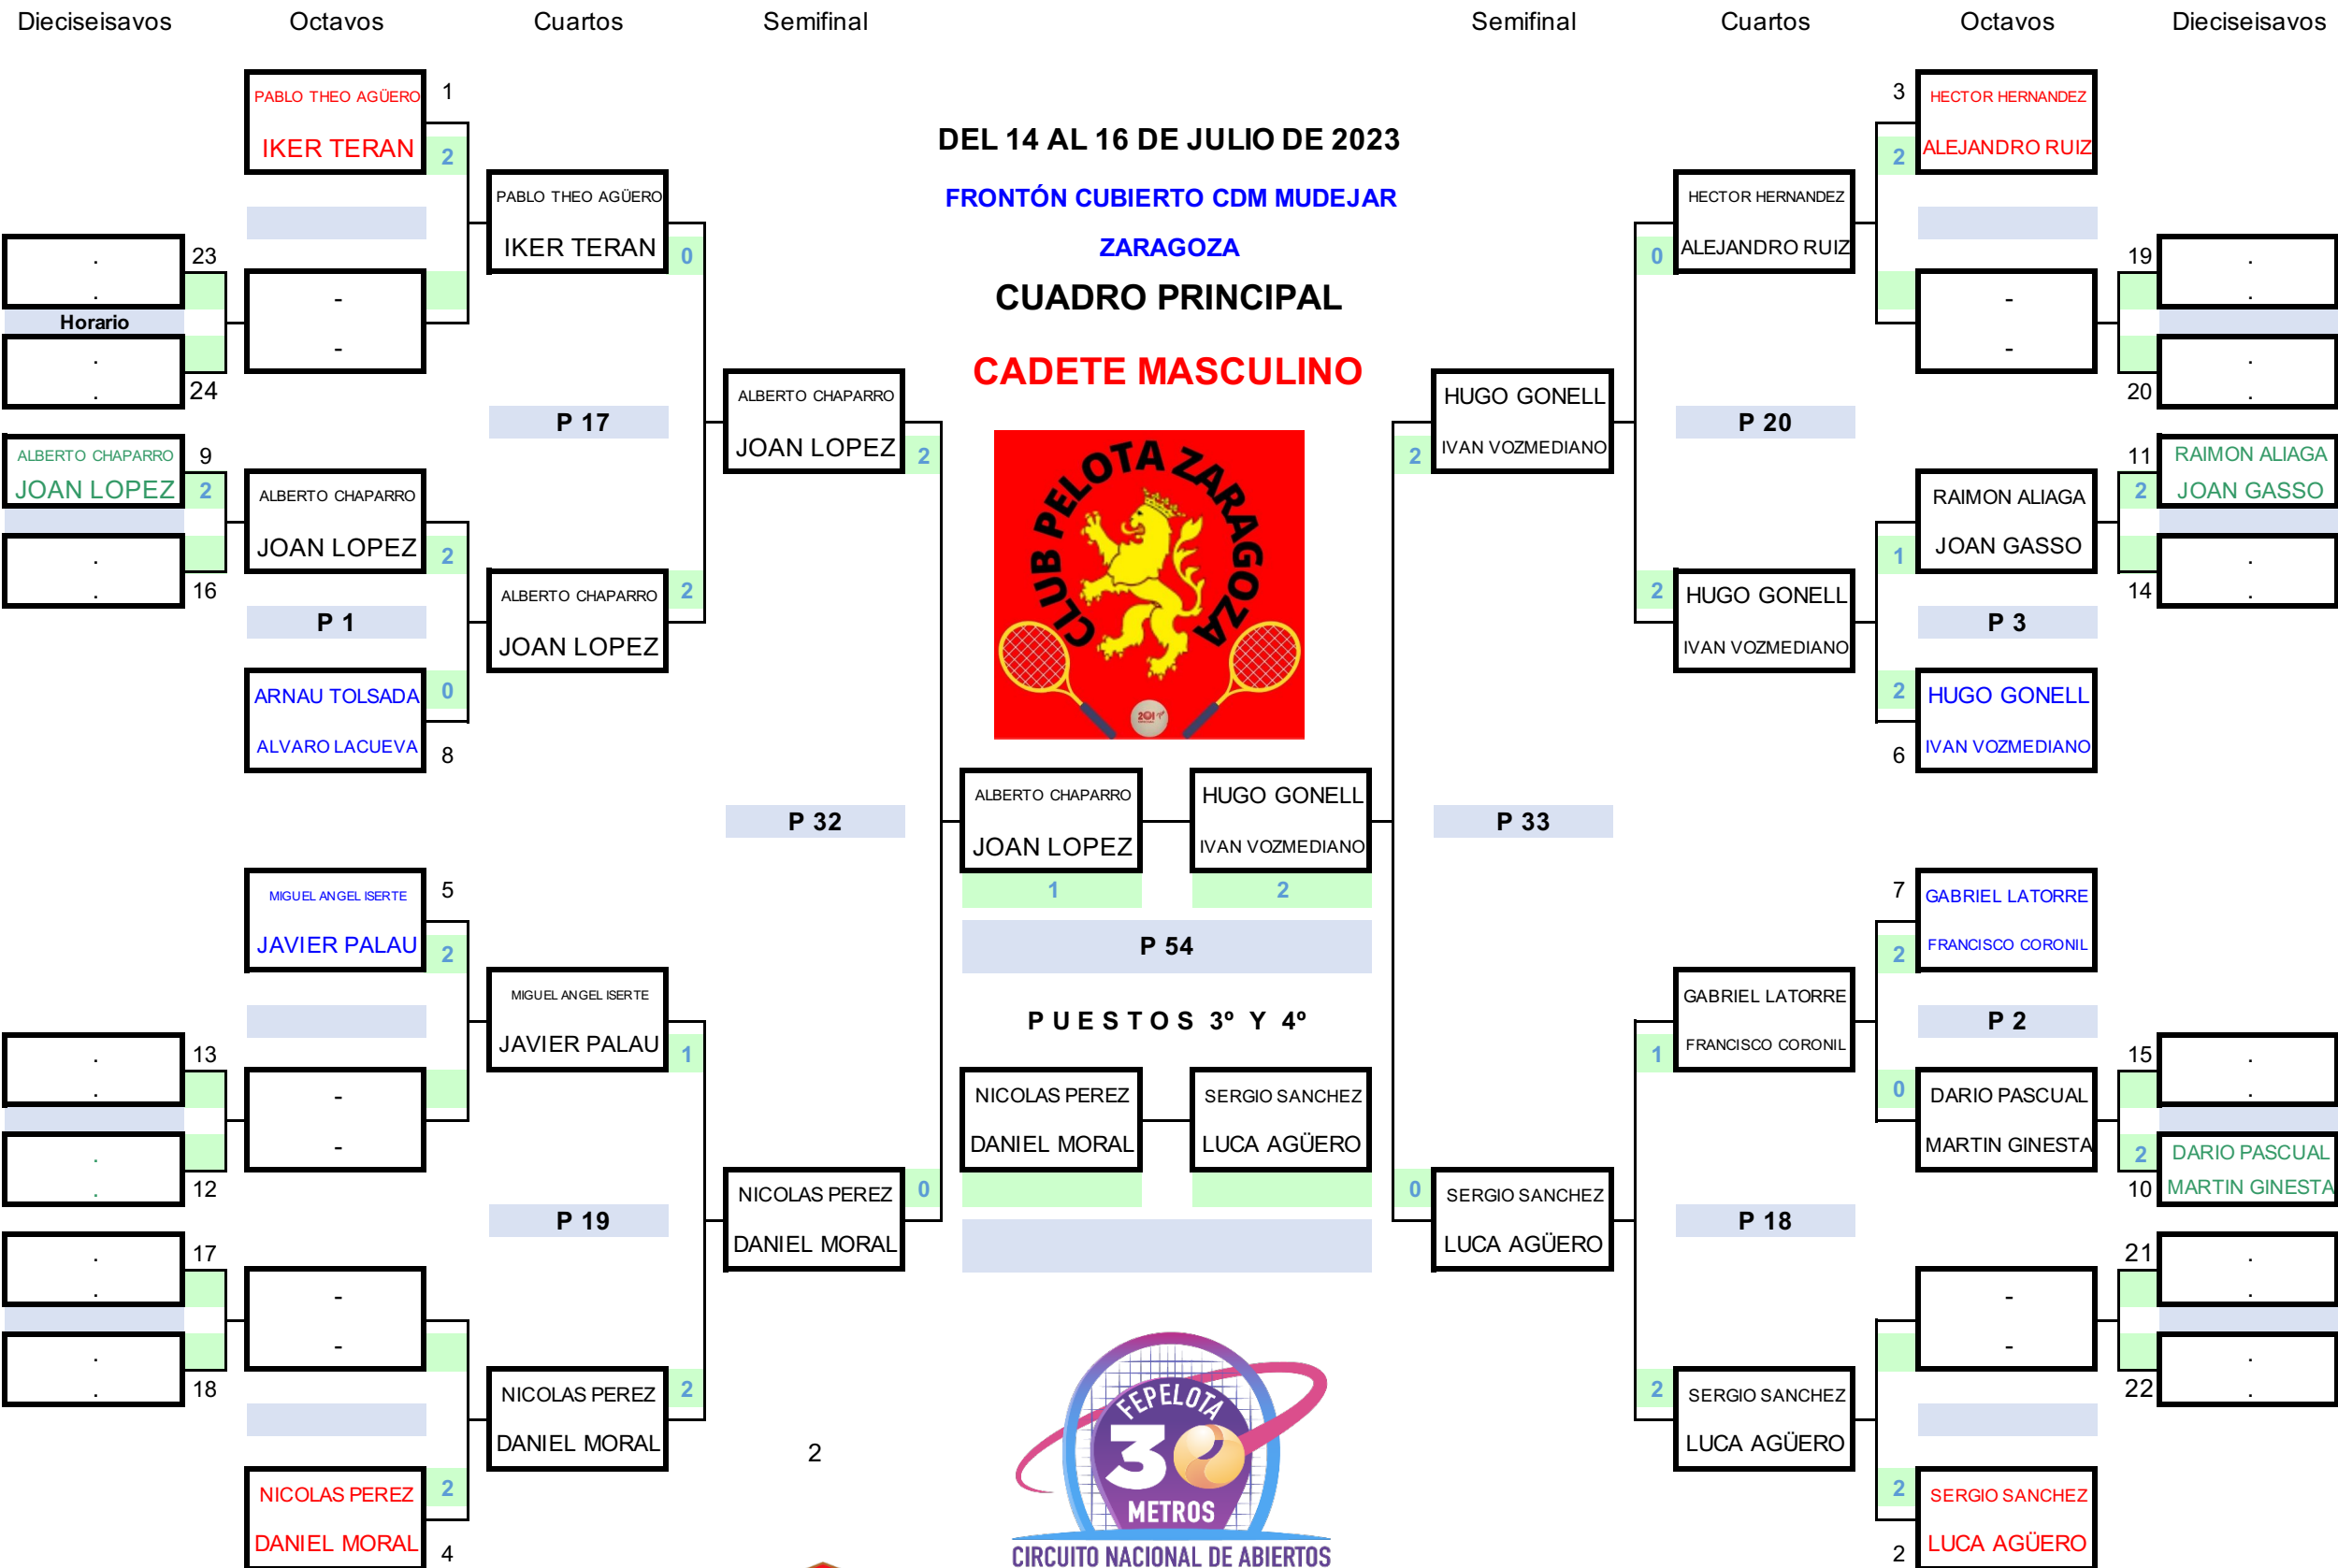 Dieciseisavos Octavos Cuartos Semifinal Semifinal Cuartos Octavos Dieciseisavos
PABLO THEO AGÜERO 1
IKER TERAN 2
PABLO THEO AGÜERO
IKER TERAN 0
. 23
.
Horario
.
. 24
-
-
P 17
ALBERTO CHAPARRO 9
JOAN LOPEZ 2
.
. 16
ALBERTO CHAPARRO
JOAN LOPEZ 2
P 1
ARNAU TOLSADA 0
ALVARO LACUEVA 8
ALBERTO CHAPARRO 2
JOAN LOPEZ
ALBERTO CHAPARRO
JOAN LOPEZ 2
P 32
MIGUEL ANGEL ISERTE 5
JAVIER PALAU 2
MIGUEL ANGEL ISERTE
JAVIER PALAU 1
. 13
.
.
. 12
-
-
P 19
. 17
.
.
. 18
-
-
NICOLAS PEREZ 2
DANIEL MORAL 4
NICOLAS PEREZ 2
DANIEL MORAL
NICOLAS PEREZ 0
DANIEL MORAL
2
DEL 14 AL 16 DE JULIO DE 2023
FRONTÓN CUBIERTO CDM MUDEJAR
ZARAGOZA
CUADRO PRINCIPAL
CADETE MASCULINO
CLUB PELOTA ZARAGOZA
201
ALBERTO CHAPARRO HUGO GONELL
JOAN LOPEZ IVAN VOZMEDIANO
1 2
P 54
PUESTOS 3º Y 4º
NICOLAS PEREZ SERGIO SANCHEZ
DANIEL MORAL LUCA AGÜERO
FEPELOTA
30
METROS
CIRCUITO NACIONAL DE ABIERTOS
3 HECTOR HERNANDEZ
2 ALEJANDRO RUIZ
HECTOR HERNANDEZ
0 ALEJANDRO RUIZ
19 .
.
.
20 .
-
-
P 20
HUGO GONELL
2 IVAN VOZMEDIANO
11 RAIMON ALIAGA
2 JOAN GASSO
.
14 .
RAIMON ALIAGA
1 JOAN GASSO
P 3
2 HUGO GONELL
6 IVAN VOZMEDIANO
2 HUGO GONELL
IVAN VOZMEDIANO
P 33
7 GABRIEL LATORRE
2 FRANCISCO CORONIL
P 2
GABRIEL LATORRE
1 FRANCISCO CORONIL
0 DARIO PASCUAL
MARTIN GINESTA
15 .
.
2 DARIO PASCUAL
10 MARTIN GINESTA
0 SERGIO SANCHEZ
LUCA AGÜERO
P 18
21 .
.
.
22 .
-
-
2 SERGIO SANCHEZ
LUCA AGÜERO
2 SERGIO SANCHEZ
2 LUCA AGÜERO